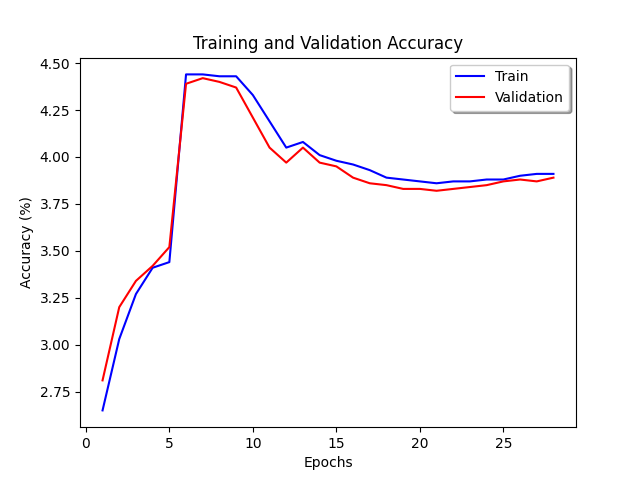 Training and Validation Accuracy
Train
Validation
Accuracy (%)
4.50
4.25
4.00
3.75
3.50
3.25
3.00
2.75
0 5 10 15 20 25
Epochs